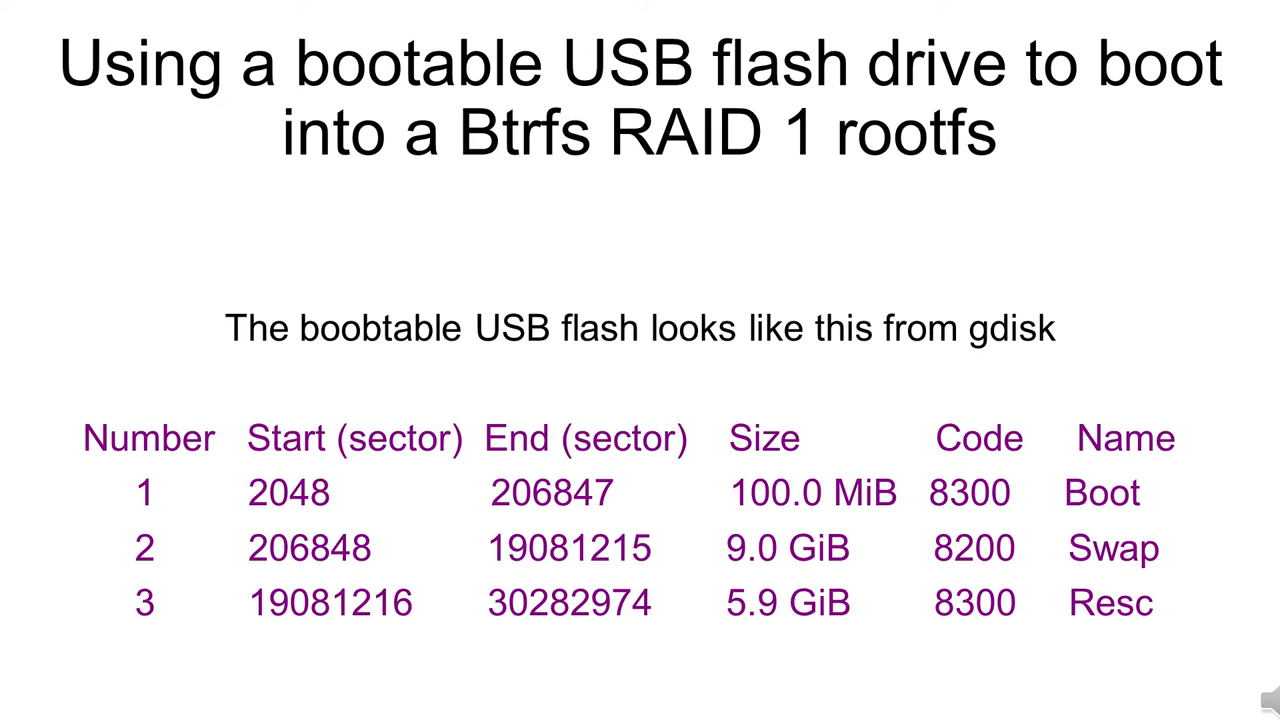 Using a bootable USB flash drive to boot
into a Btrfs RAID 1 rootfs
The boobtable USB flash looks like this from gdisk
Number Start (sector) End (sector) Size Code Name
1 2048 206847 100.0 MiB 8300 Boot
2 206848 19081215 9.0 GiB 8200 Swap
3 19081216 30282974 5.9 GiB 8300 Resc